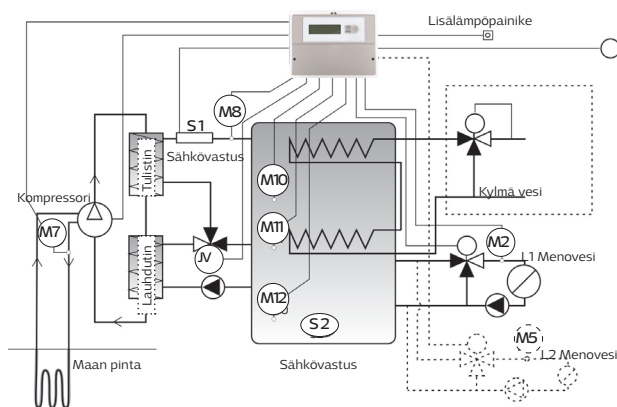 Lisälämpöpainike
M8
S1
Sähkövastus
Tulistin
M10
Kylmä vesi
Kompressori
M7
M11
M2
JV
L1 Menovesi
Lauhdutin
M12
S2
M5
L2 Menovesi
Maan pinta
Sähkövastus